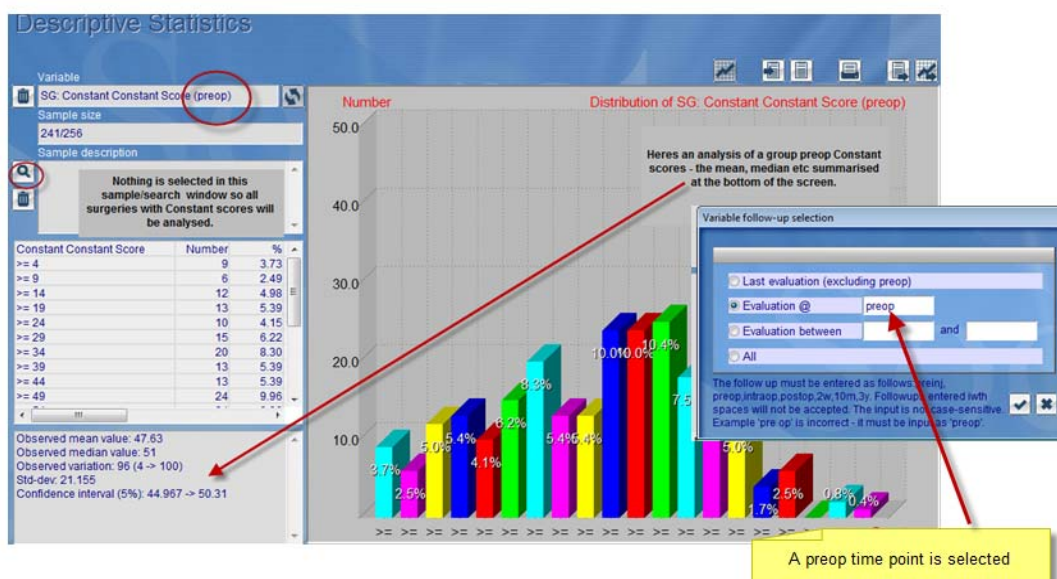 Descriptive Statistics
Variable
SG: Constant Constant Score (preop)
Sample size
241/256
Sample description
Nothing is selected in this
sample/search window so all
surgeries with Constant scores will
be analysed.
Constant Constant Score Number %
>= 4 9 3.73
>= 9 6 2.49
>= 14 12 4.98
>= 19 13 5.39
>= 24 10 4.15
>= 29 15 6.22
>= 34 20 8.30
>= 39 13 5.39
>= 44 13 5.39
>= 49 24 9.96
Observed mean value: 47.63
Observed median value: 51
Observed variation: 96 (4 -> 100)
Std-dev: 21.155
Confidence interval (5%): 44.967 -> 50.31
Number
Distribution of SG: Constant Constant Score (preop)
50.0
40.0
30.0
20.0
10.0
Heres an analysis of a group preop Constant
scores - the mean, median etc summarised
at the bottom of the screen.
3.7%
2.5%
5.0%
5.4%
4.1%
6.2%
8.3%
5.4%
5.4%
10.0%
10.0%
10.4%
7.5
5.0%
1.7%
2.5%
0.8%
0.4%
>= >= >= >= >= >= >= >= >= >= >= >= >= >= >= >= >=
Variable follow-up selection
Last evaluation (excluding preop)
Evaluation @ preop
Evaluation between and
All
The follow up must be entered as follows:
preop,intraop,postop,2w,10m,3y. Followups entered iwth
spaces will not be accepted. The input is not case-sensitive.
Example 'pre op' is incorrect - it must be input as 'preop'.
A preop time point is selected